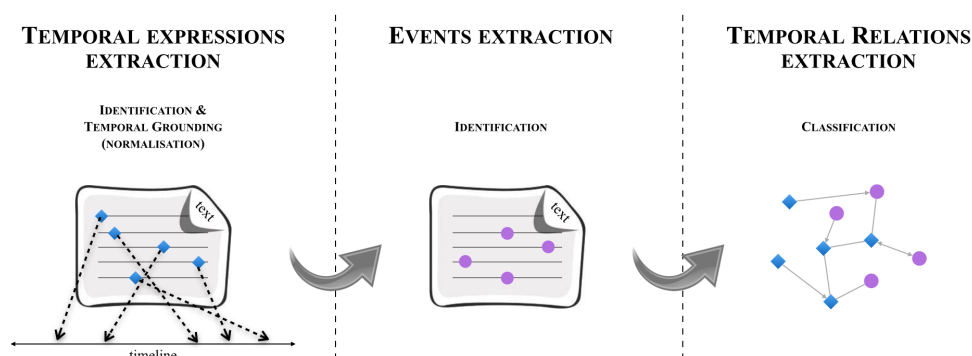 TEMPORAL EXPRESSIONS
EXTRACTION
IDENTIFICATION &
TEMPORAL GROUNDING
(NORMALISATION)
text
timeline
EVENTS EXTRACTION
IDENTIFICATION
text
TEMPORAL RELATIONS
EXTRACTION
CLASSIFICATION